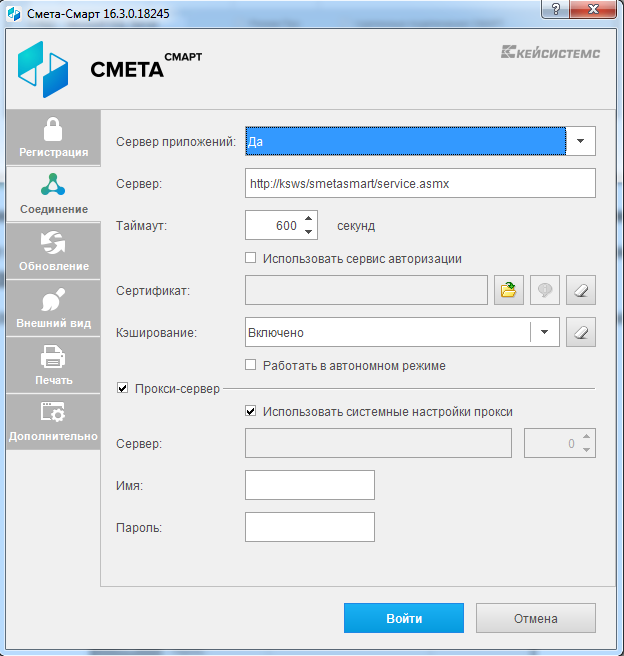 Смета-Смарт 16.3.0.18245
СМЕТА СМАРТ
КЕЙСИСТЕМС
Регистрация
Соединение
Обновление
Внешний вид
Печать
Дополнительно
Сервер приложений: Да
Сервер: http://ksws/smetasmart/service.asmx
Таймаут: 600 секунд
Использовать сервис авторизации
Сертификат:
Кэширование: Включено
Работать в автономном режиме
Прокси-сервер
Использовать системные настройки прокси
Сервер: 0
Имя:
Пароль:
Войти Отмена